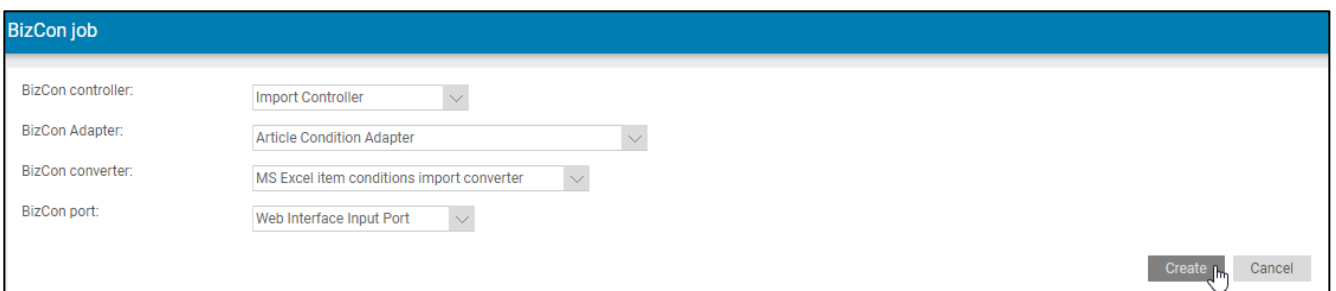 BizCon job
BizCon controller: Import Controller
BizCon Adapter: Article Condition Adapter
BizCon converter: MS Excel item conditions import converter
BizCon port: Web Interface Input Port
Create Cancel